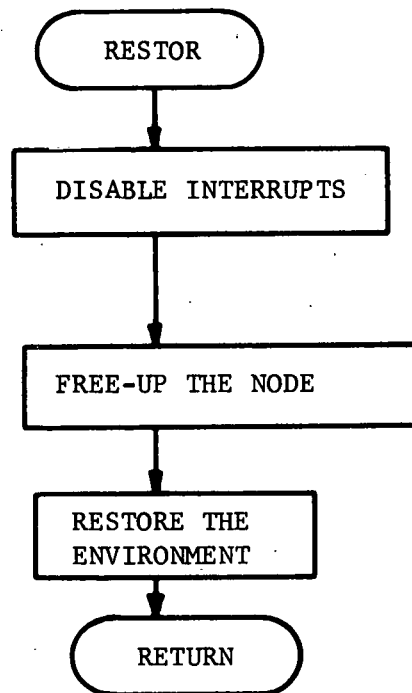 RESTOR
DISABLE INTERRUPTS
FREE-UP THE NODE
RESTORE THE
ENVIRONMENT
RETURN